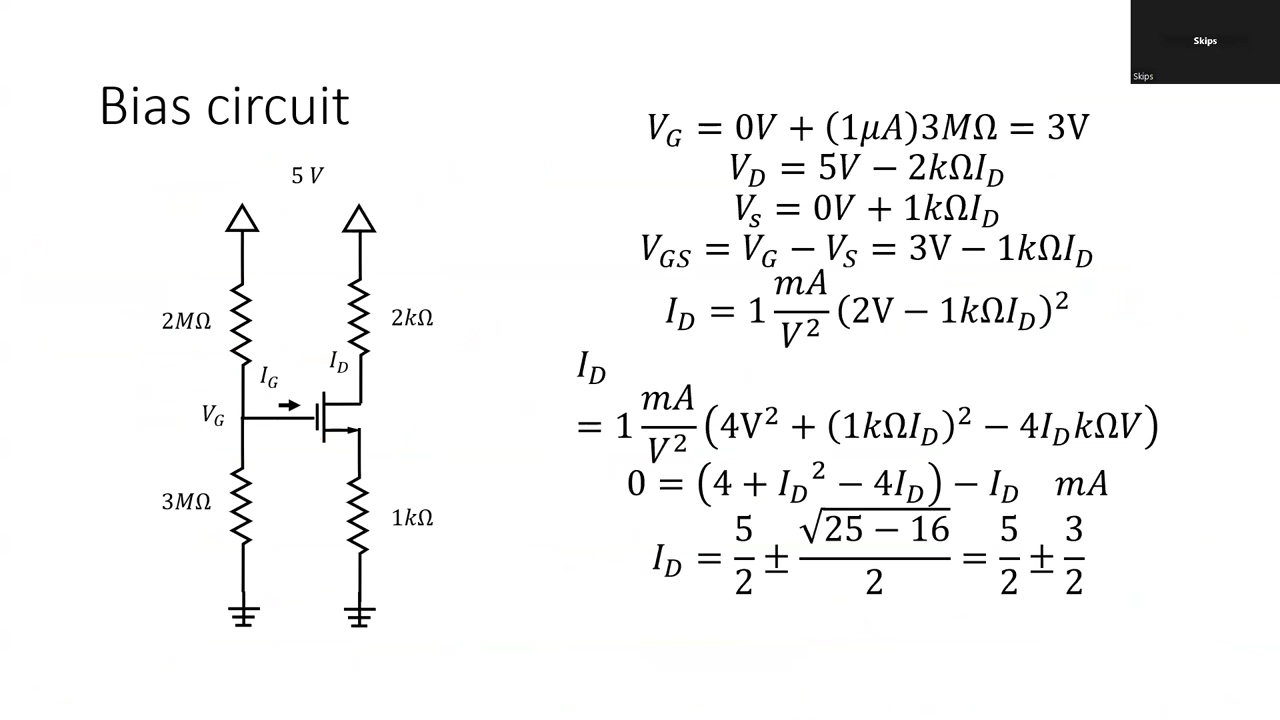 Skips
Skips
Bias circuit
5 V
2MΩ
2kΩ
I_D
I_G
V_G
3MΩ
1kΩ
V_G = 0V + (1μA)3MΩ = 3V
V_D = 5V − 2kΩI_D
V_s = 0V + 1kΩI_D
V_GS = V_G − V_S = 3V − 1kΩI_D
I_D = 1 mA/V² (2V − 1kΩI_D)²
I_D
= 1 mA/V² (4V² + (1kΩI_D)² − 4I_DkΩV)
0 = (4 + I_D² − 4I_D) − I_D mA
I_D = 5/2 ± √(25 − 16)/2 = 5/2 ± 3/2